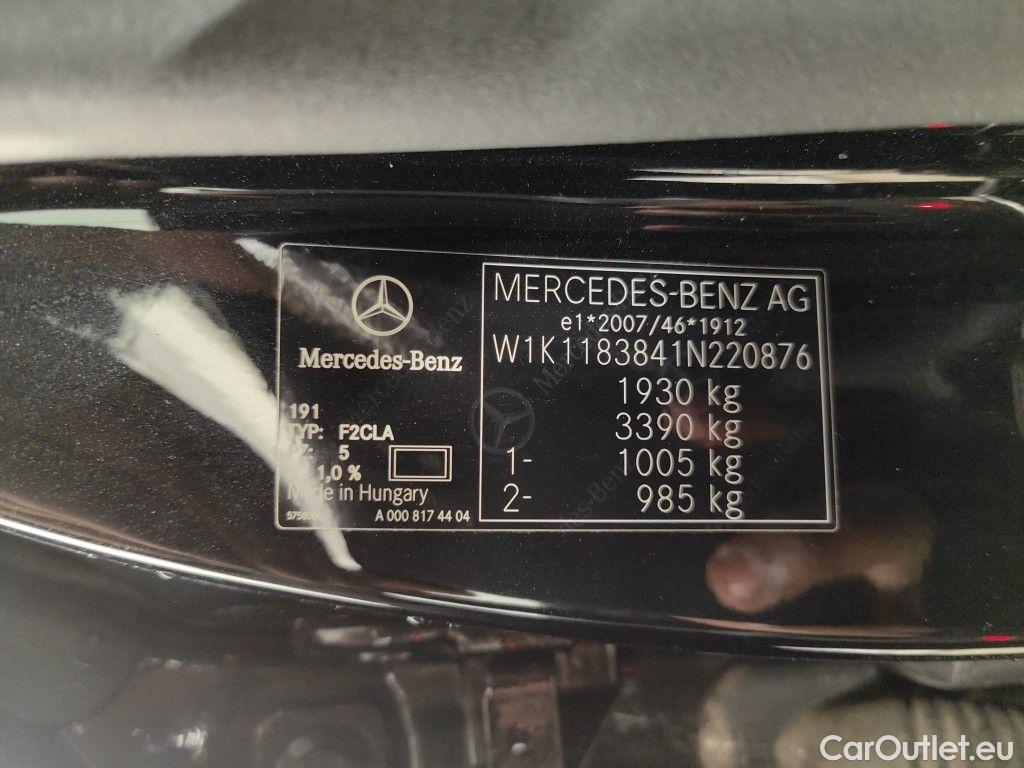 Mercedes-Benz
191
TYP: F2CLA
PZ: 5
1,0 %
Made in Hungary
A 000 817 44 04
MERCEDES-BENZ AG
e1*2007/46*1912
W1K1183841N220876
1930 kg
3390 kg
1- 1005 kg
2- 985 kg
CarOutlet.eu